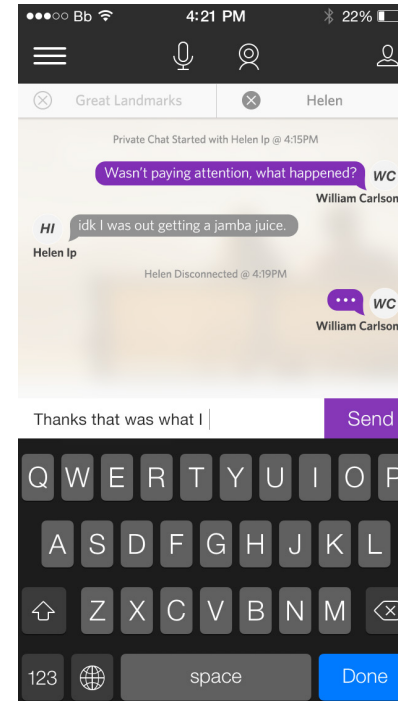 Bb 4:21 PM 22%
Great Landmarks Helen
Private Chat Started with Helen Ip @ 4:15PM
Wasn't paying attention, what happened? WC
William Carlson
HI idk I was out getting a jamba juice.
Helen Ip
Helen Disconnected @ 4:19PM
WC
William Carlson
Thanks that was what I Send
Q W E R T Y U I O P
A S D F G H J K L
Z X C V B N M
123 space Done